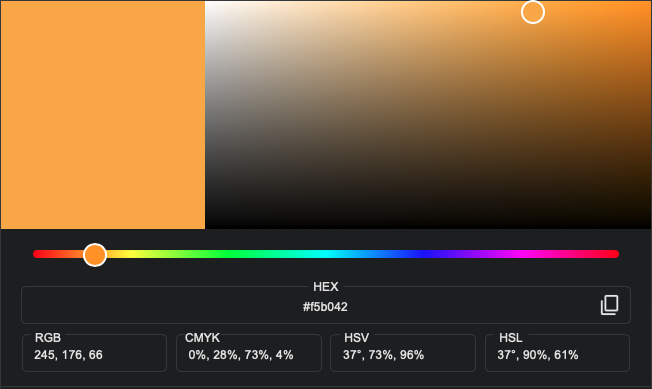 HEX
#f5b042
RGB
245, 176, 66
CMYK
0%, 28%, 73%, 4%
HSV
37°, 73%, 96%
HSL
37°, 90%, 61%